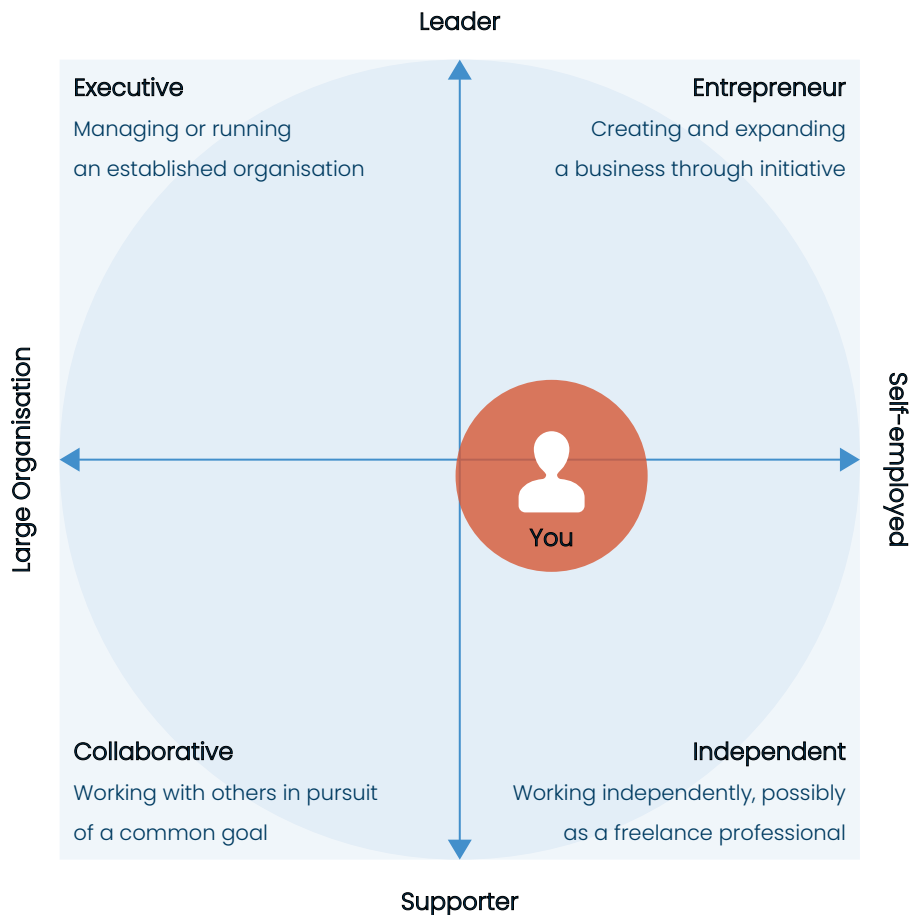 Leader
Executive
Managing or running
an established organisation
Entrepreneur
Creating and expanding
a business through initiative
Large Organisation
Self-employed
You
Collaborative
Working with others in pursuit
of a common goal
Independent
Working independently, possibly
as a freelance professional
Supporter